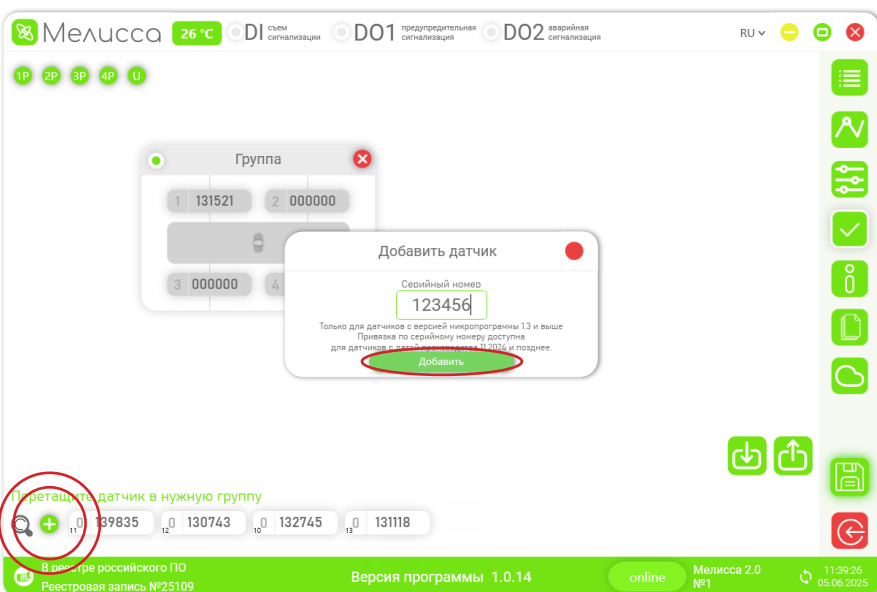 Мелисса 26 °C DI съем сигнализации DO1 предупредительная сигнализация DO2 аварийная сигнализация RU
1P 2P 3P 4P U
Группа
1 131521 2 000000
3 000000 4
Добавить датчик
Серийный номер
123456
Только для датчиков с версией микропрограммы 1.3 и выше
Привязка по серийному номеру доступна
для датчиков с датой производства 11.2024 и позднее.
Добавить
Перетащите датчик в нужную группу
0 139835 0 130743 0 132745 0 131118
11 12 10 13
В реестре российского ПО
Реестровая запись №25109
Версия программы 1.0.14
online
Мелисса 2.0
№1
11:39:26
05.06.2025